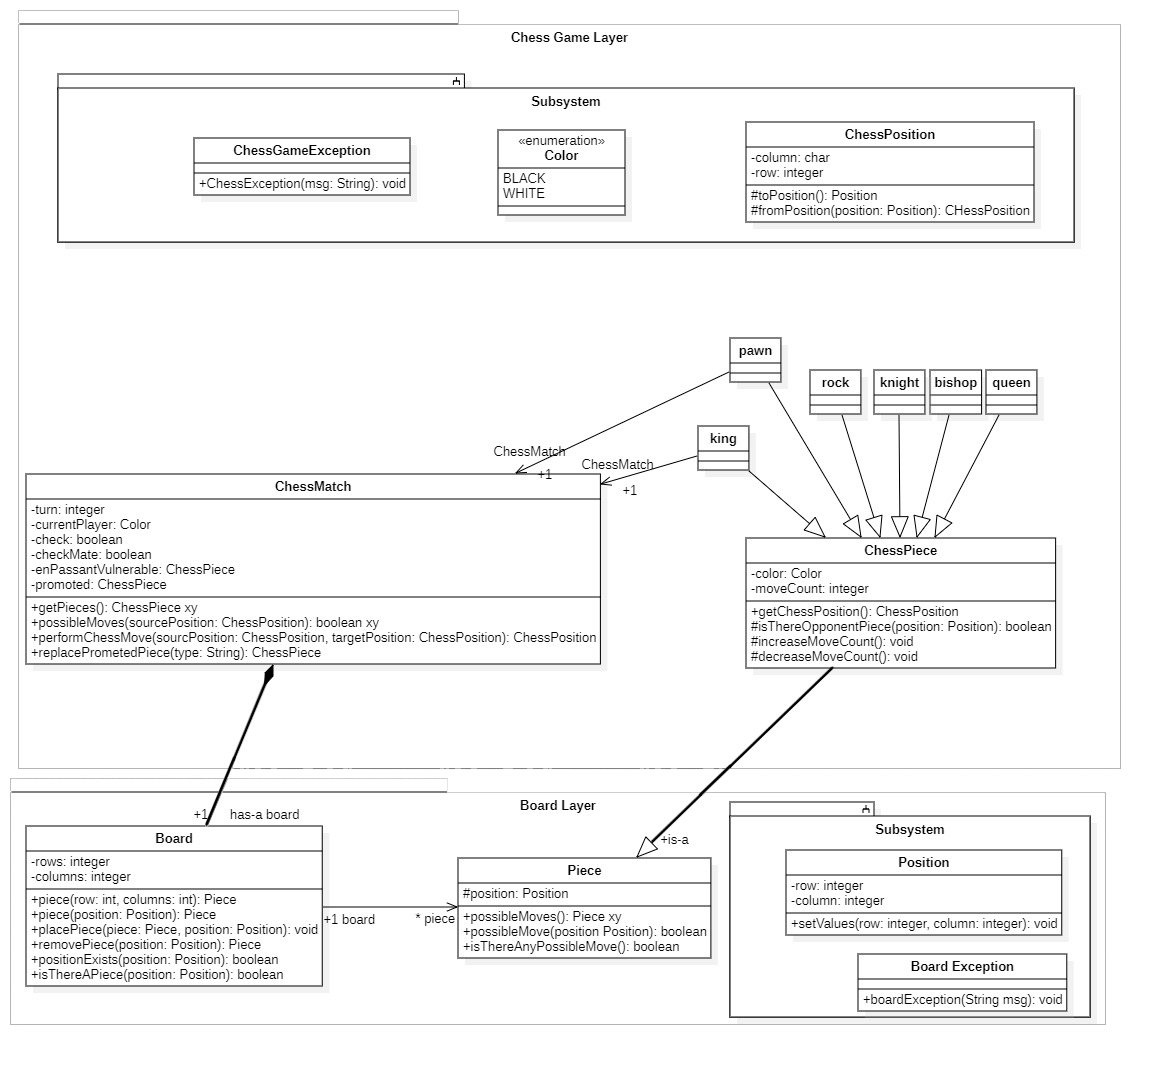 Chess Game Layer
Subsystem
ChessGameException
+ChessException(msg: String): void
«enumeration»
Color
BLACK
WHITE
ChessPosition
-column: char
-row: integer
#toPosition(): Position
#fromPosition(position: Position): CHessPosition
pawn
rock
knight
bishop
queen
king
ChessMatch
+1
ChessMatch
+1
ChessMatch
-turn: integer
-currentPlayer: Color
-check: boolean
-checkMate: boolean
-enPassantVulnerable: ChessPiece
-promoted: ChessPiece
+getPieces(): ChessPiece xy
+possibleMoves(sourcePosition: ChessPosition): boolean xy
+performChessMove(sourcPosition: ChessPosition, targetPosition: ChessPosition): ChessPosition
+replacePrometedPiece(type: String): ChessPiece
ChessPiece
-color: Color
-moveCount: integer
+getChessPosition(): ChessPosition
#isThereOpponentPiece(position: Position): boolean
#increaseMoveCount(): void
#decreaseMoveCount(): void
Board Layer
+1
has-a board
Board
-rows: integer
-columns: integer
+piece(row: int, columns: int): Piece
+piece(position: Position): Piece
+placePiece(piece: Piece, position: Position): void
+removePiece(position: Position): Piece
+positionExists(position: Position): boolean
+isThereAPiece(position: Position): boolean
+1 board
* piece
+is-a
Piece
#position: Position
+possibleMoves(): Piece xy
+possibleMove(position Position): boolean
+isThereAnyPossibleMove(): boolean
Subsystem
Position
-row: integer
-column: integer
+setValues(row: integer, column: integer): void
Board Exception
+boardException(String msg): void